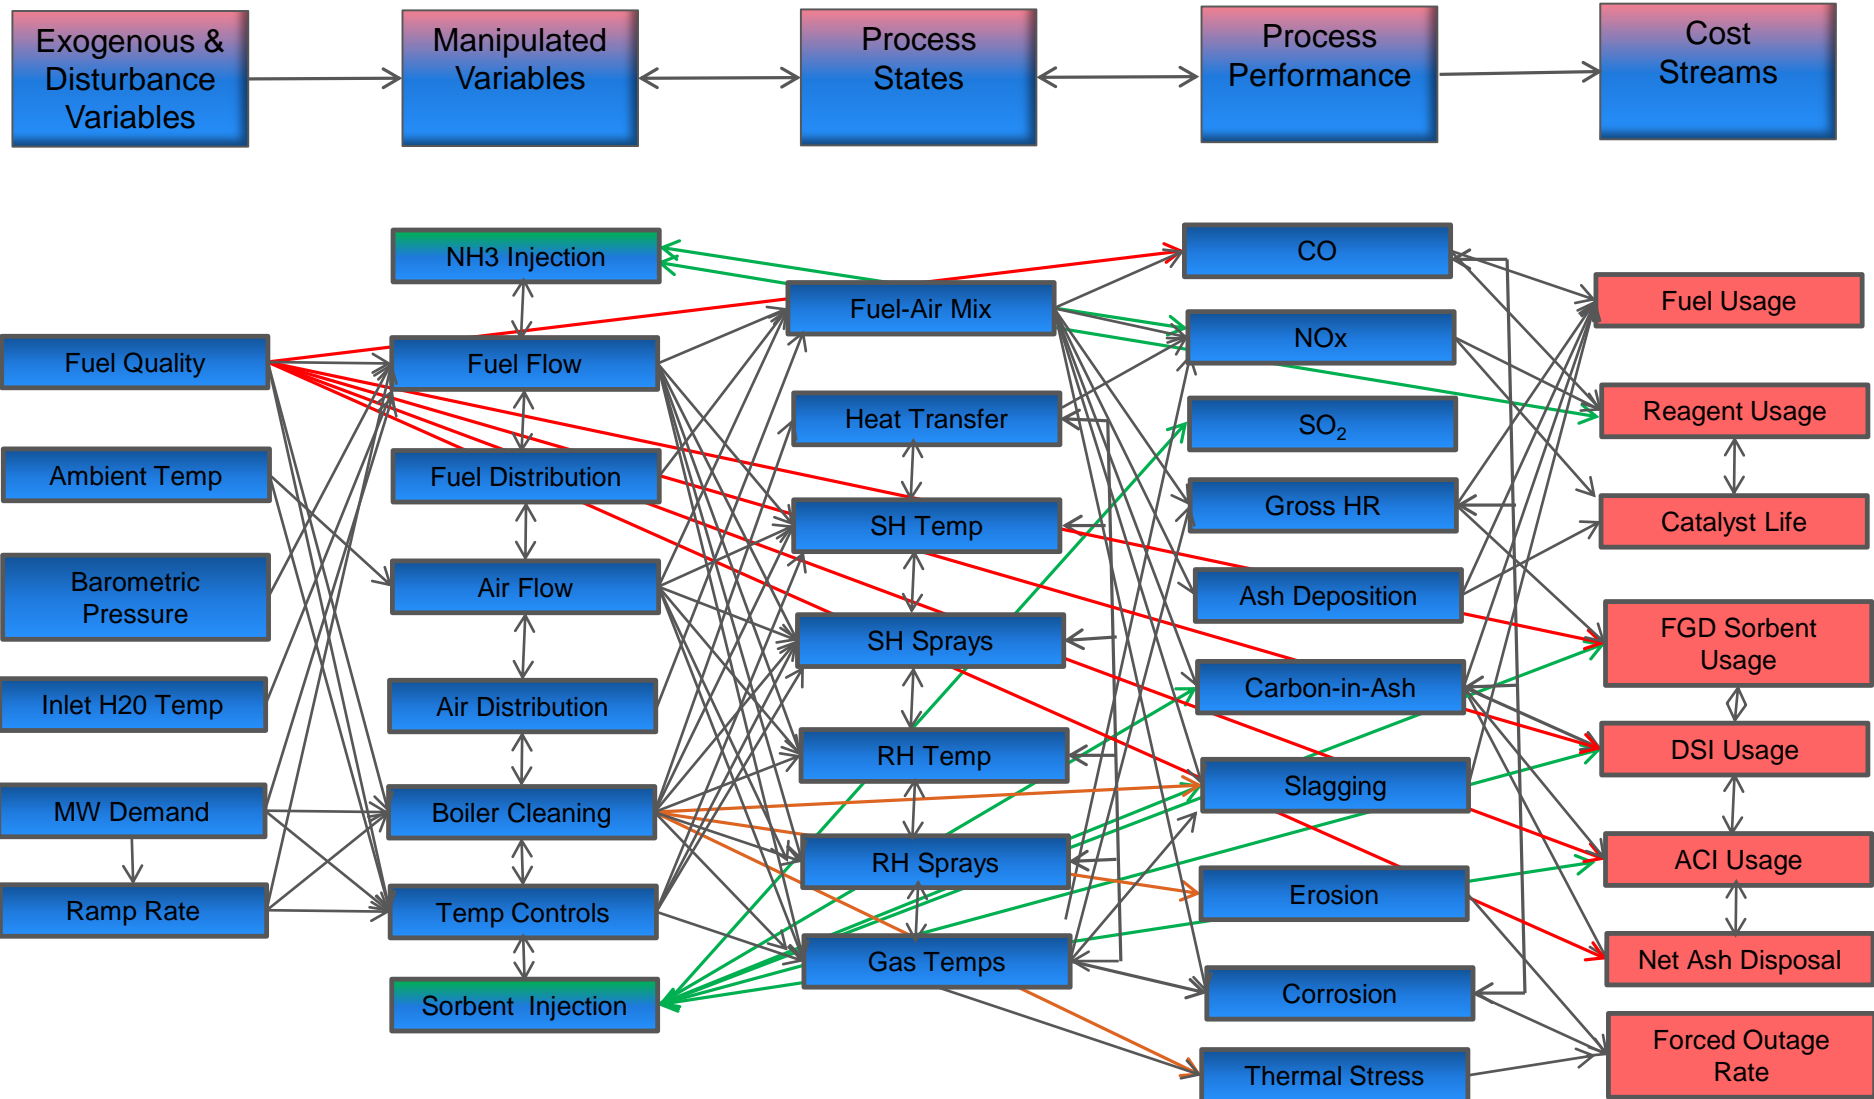 Exogenous &
Disturbance
Variables
Manipulated
Variables
Process
States
Process
Performance
Cost
Streams
Fuel Quality
Ambient Temp
Barometric
Pressure
Inlet H20 Temp
MW Demand
Ramp Rate
NH3 Injection
Fuel Flow
Fuel Distribution
Air Flow
Air Distribution
Boiler Cleaning
Temp Controls
Sorbent Injection
Fuel-Air Mix
Heat Transfer
SH Temp
SH Sprays
RH Temp
RH Sprays
Gas Temps
CO
NOx
SO₂
Gross HR
Ash Deposition
Carbon-in-Ash
Slagging
Erosion
Corrosion
Thermal Stress
Fuel Usage
Reagent Usage
Catalyst Life
FGD Sorbent
Usage
DSI Usage
ACI Usage
Net Ash Disposal
Forced Outage
Rate